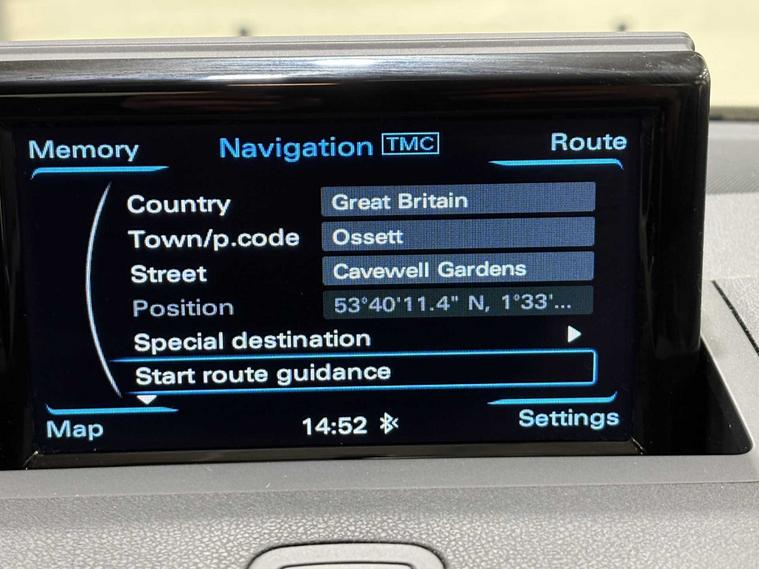 Memory
Navigation TMC
Route
Country Great Britain
Town/p.code Ossett
Street Cavewell Gardens
Position 53°40'11.4" N, 1°33'...
Special destination
Start route guidance
Map
14:52
Settings